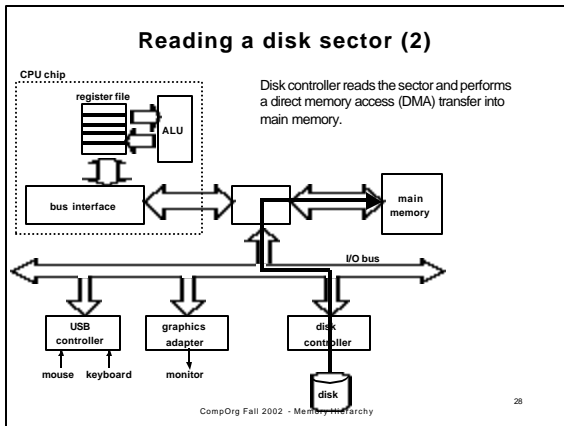 Reading a disk sector (2)
CPU chip
Disk controller reads the sector and performs
a direct memory access (DMA) transfer into
main memory.
register file
ALU
bus interface
main
memory
I/O bus
USB
controller
graphics
adapter
disk
controller
mouse
keyboard
monitor
disk
CompOrg Fall 2002 - Memory Hierarchy
28